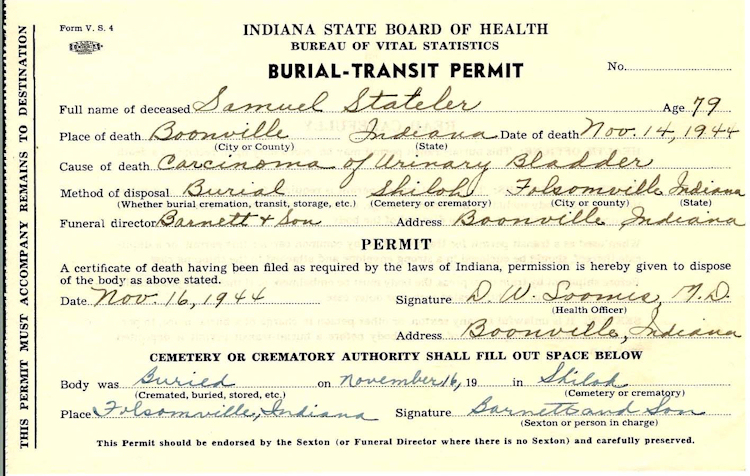 THIS PERMIT MUST ACCOMPANY REMAINS TO DESTINATION
Form V. S. 4
INDIANA STATE BOARD OF HEALTH
BUREAU OF VITAL STATISTICS
BURIAL-TRANSIT PERMIT
No.
Full name of deceased Samuel Stateler Age 79
Place of death Boonville Indiana Date of death Nov. 14, 1944
(City or County) (State)
Cause of death Carcinoma of Urinary Bladder
Method of disposal Burial Shiloh Folsomville Indiana
(Whether burial cremation, transit, storage, etc.) (Cemetery or crematory) (City or county) (State)
Funeral director Barnett & Son Address Boonville Indiana
PERMIT
A certificate of death having been filed as required by the laws of Indiana, permission is hereby given to dispose
of the body as above stated.
Date Nov. 16, 1944 Signature D. W. Loomis, M.D.
(Health Officer)
Address Boonville, Indiana
CEMETERY OR CREMATORY AUTHORITY SHALL FILL OUT SPACE BELOW
Body was Buried on November 16, 19 in Shiloh
(Cremated, buried, stored, etc.) (Cemetery or crematory)
Place Folsomville, Indiana Signature Barnett and Son
(Sexton or person in charge)
This Permit should be endorsed by the Sexton (or Funeral Director where there is no Sexton) and carefully preserved.